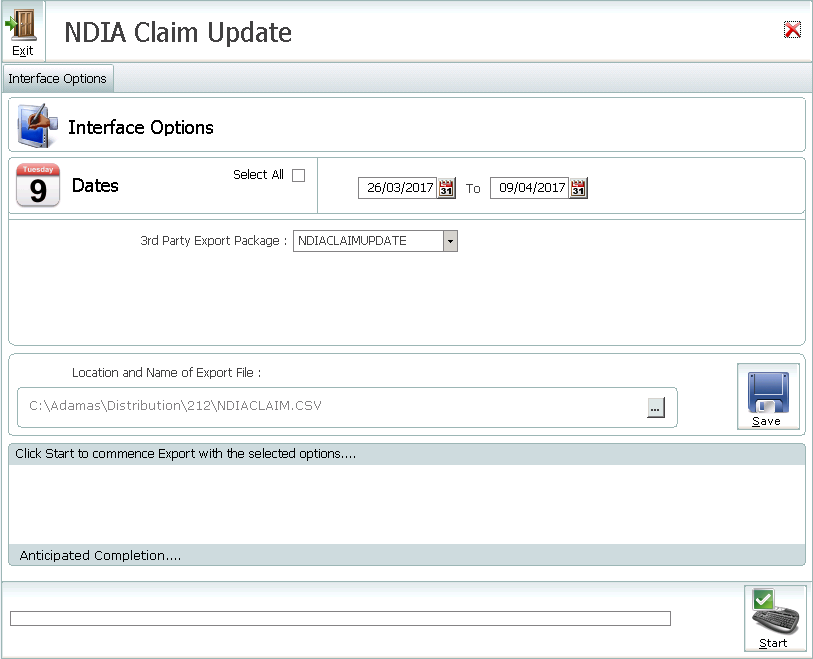 Exit
NDIA Claim Update
Interface Options
Interface Options
Tuesday
9
Dates
Select All
26/03/2017
31
To
09/04/2017
31
3rd Party Export Package :
NDIACLAIMUPDATE
Location and Name of Export File :
C:\Adamas\Distribution\212\NDIACLAIM.CSV
...
Save
Click Start to commence Export with the selected options....
Anticipated Completion....
Start